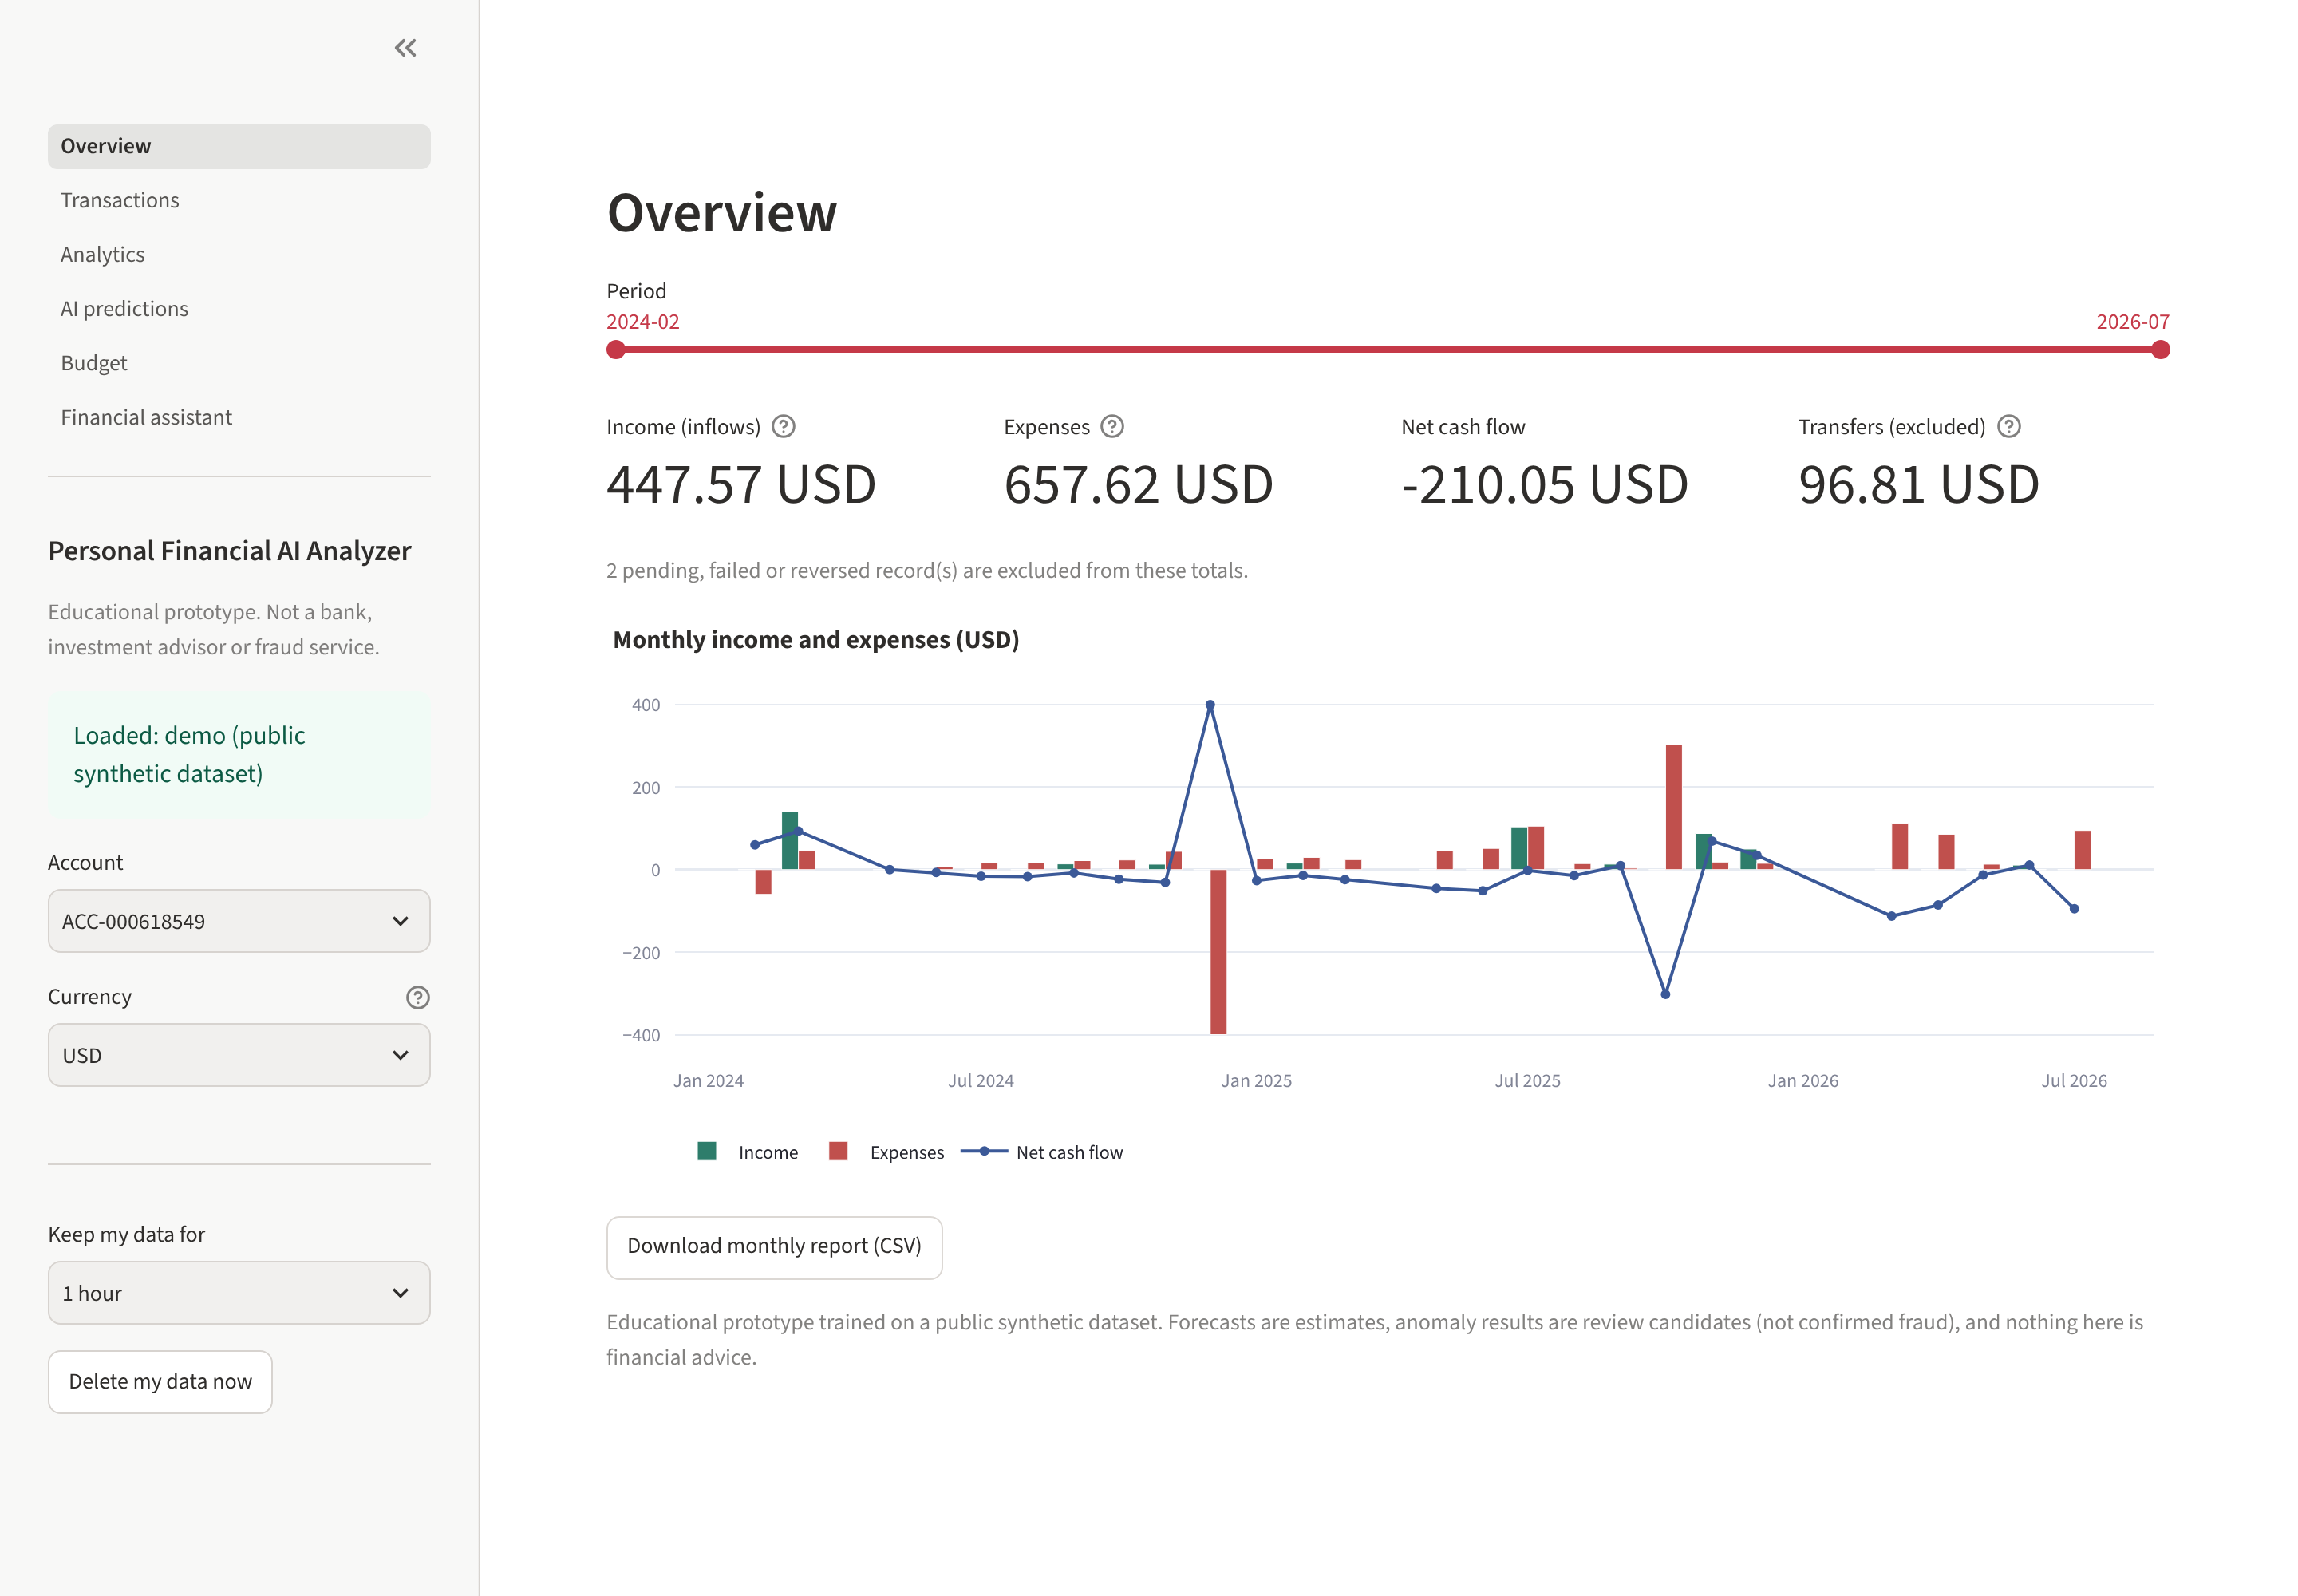 Overview
Transactions
Analytics
AI predictions
Budget
Financial assistant
Personal Financial AI Analyzer
Educational prototype. Not a bank,
investment advisor or fraud service.
Loaded: demo (public
synthetic dataset)
Account
ACC-000618549
Currency
USD
Keep my data for
1 hour
Delete my data now
Overview
Period
2024-02 2026-07
Income (inflows) Expenses Net cash flow Transfers (excluded)
447.57 USD 657.62 USD -210.05 USD 96.81 USD
2 pending, failed or reversed record(s) are excluded from these totals.
Monthly income and expenses (USD)
400
200
0
−200
−400
Jan 2024 Jul 2024 Jan 2025 Jul 2025 Jan 2026 Jul 2026
Income Expenses Net cash flow
Download monthly report (CSV)
Educational prototype trained on a public synthetic dataset. Forecasts are estimates, anomaly results are review candidates (not confirmed fraud), and nothing here is
financial advice.